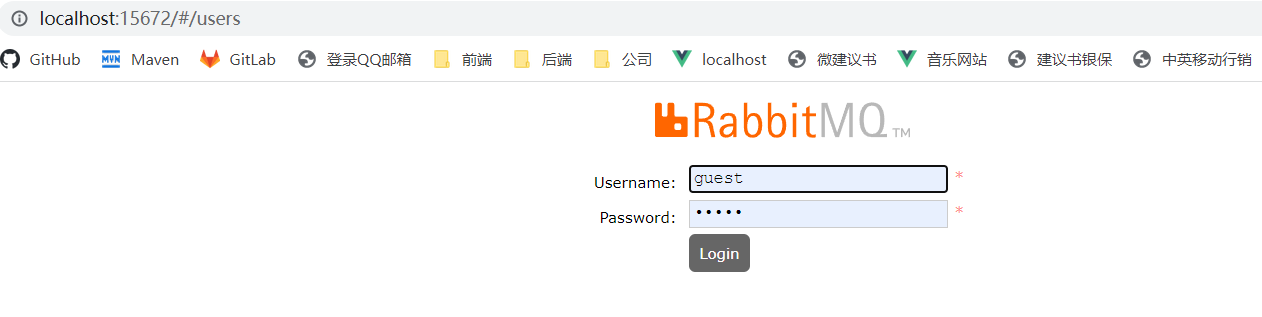 localhost:15672/#/users
GitHub Maven GitLab 登录QQ邮箱 前端 后端 公司 localhost 微建议书 音乐网站 建议书银保 中英移动行销
RabbitMQ TM
Username: guest *
Password: ••••• *
Login